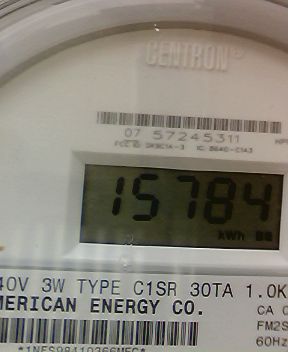 CENTRON®
07 57245311
15784
kWh
40V 3W TYPE C1SR 30TA 1.0K
MERICAN ENERGY CO.
CA
FM2S
60Hz